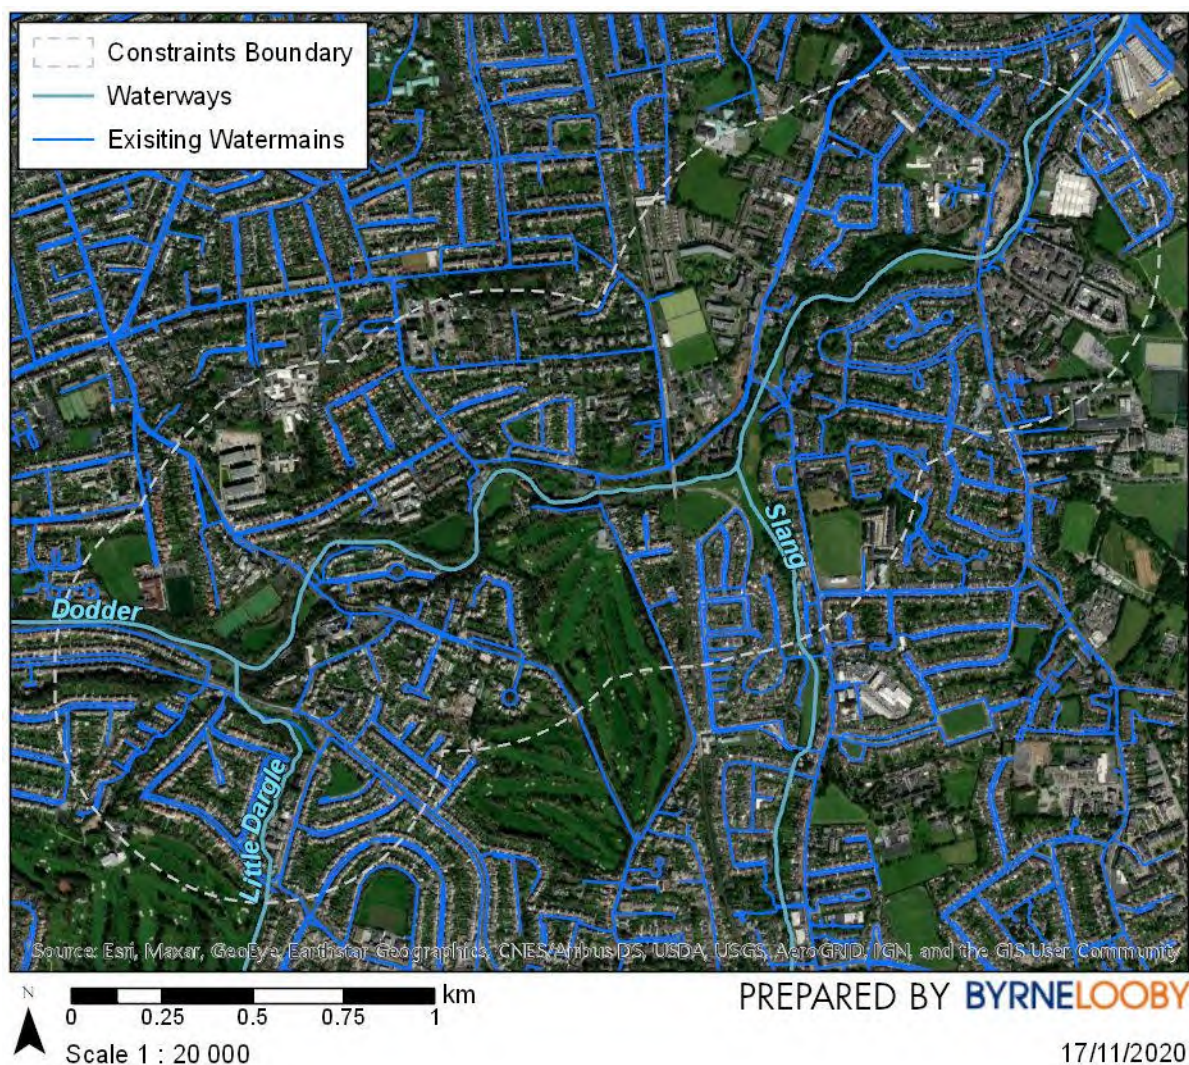 Constraints Boundary
Waterways
Exisiting Watermains
Slang
Dodder
Little Dargle
Source: Esri, Maxar, GeoEye, Earthstar Geographics, CNES/Airbus DS, USDA, USGS, AeroGRID, IGN, and the GIS User Community
N
km
0 0.25 0.50 0.75 1
Scale 1 : 20 000
PREPARED BY BYRNELOOBY
17/11/2020